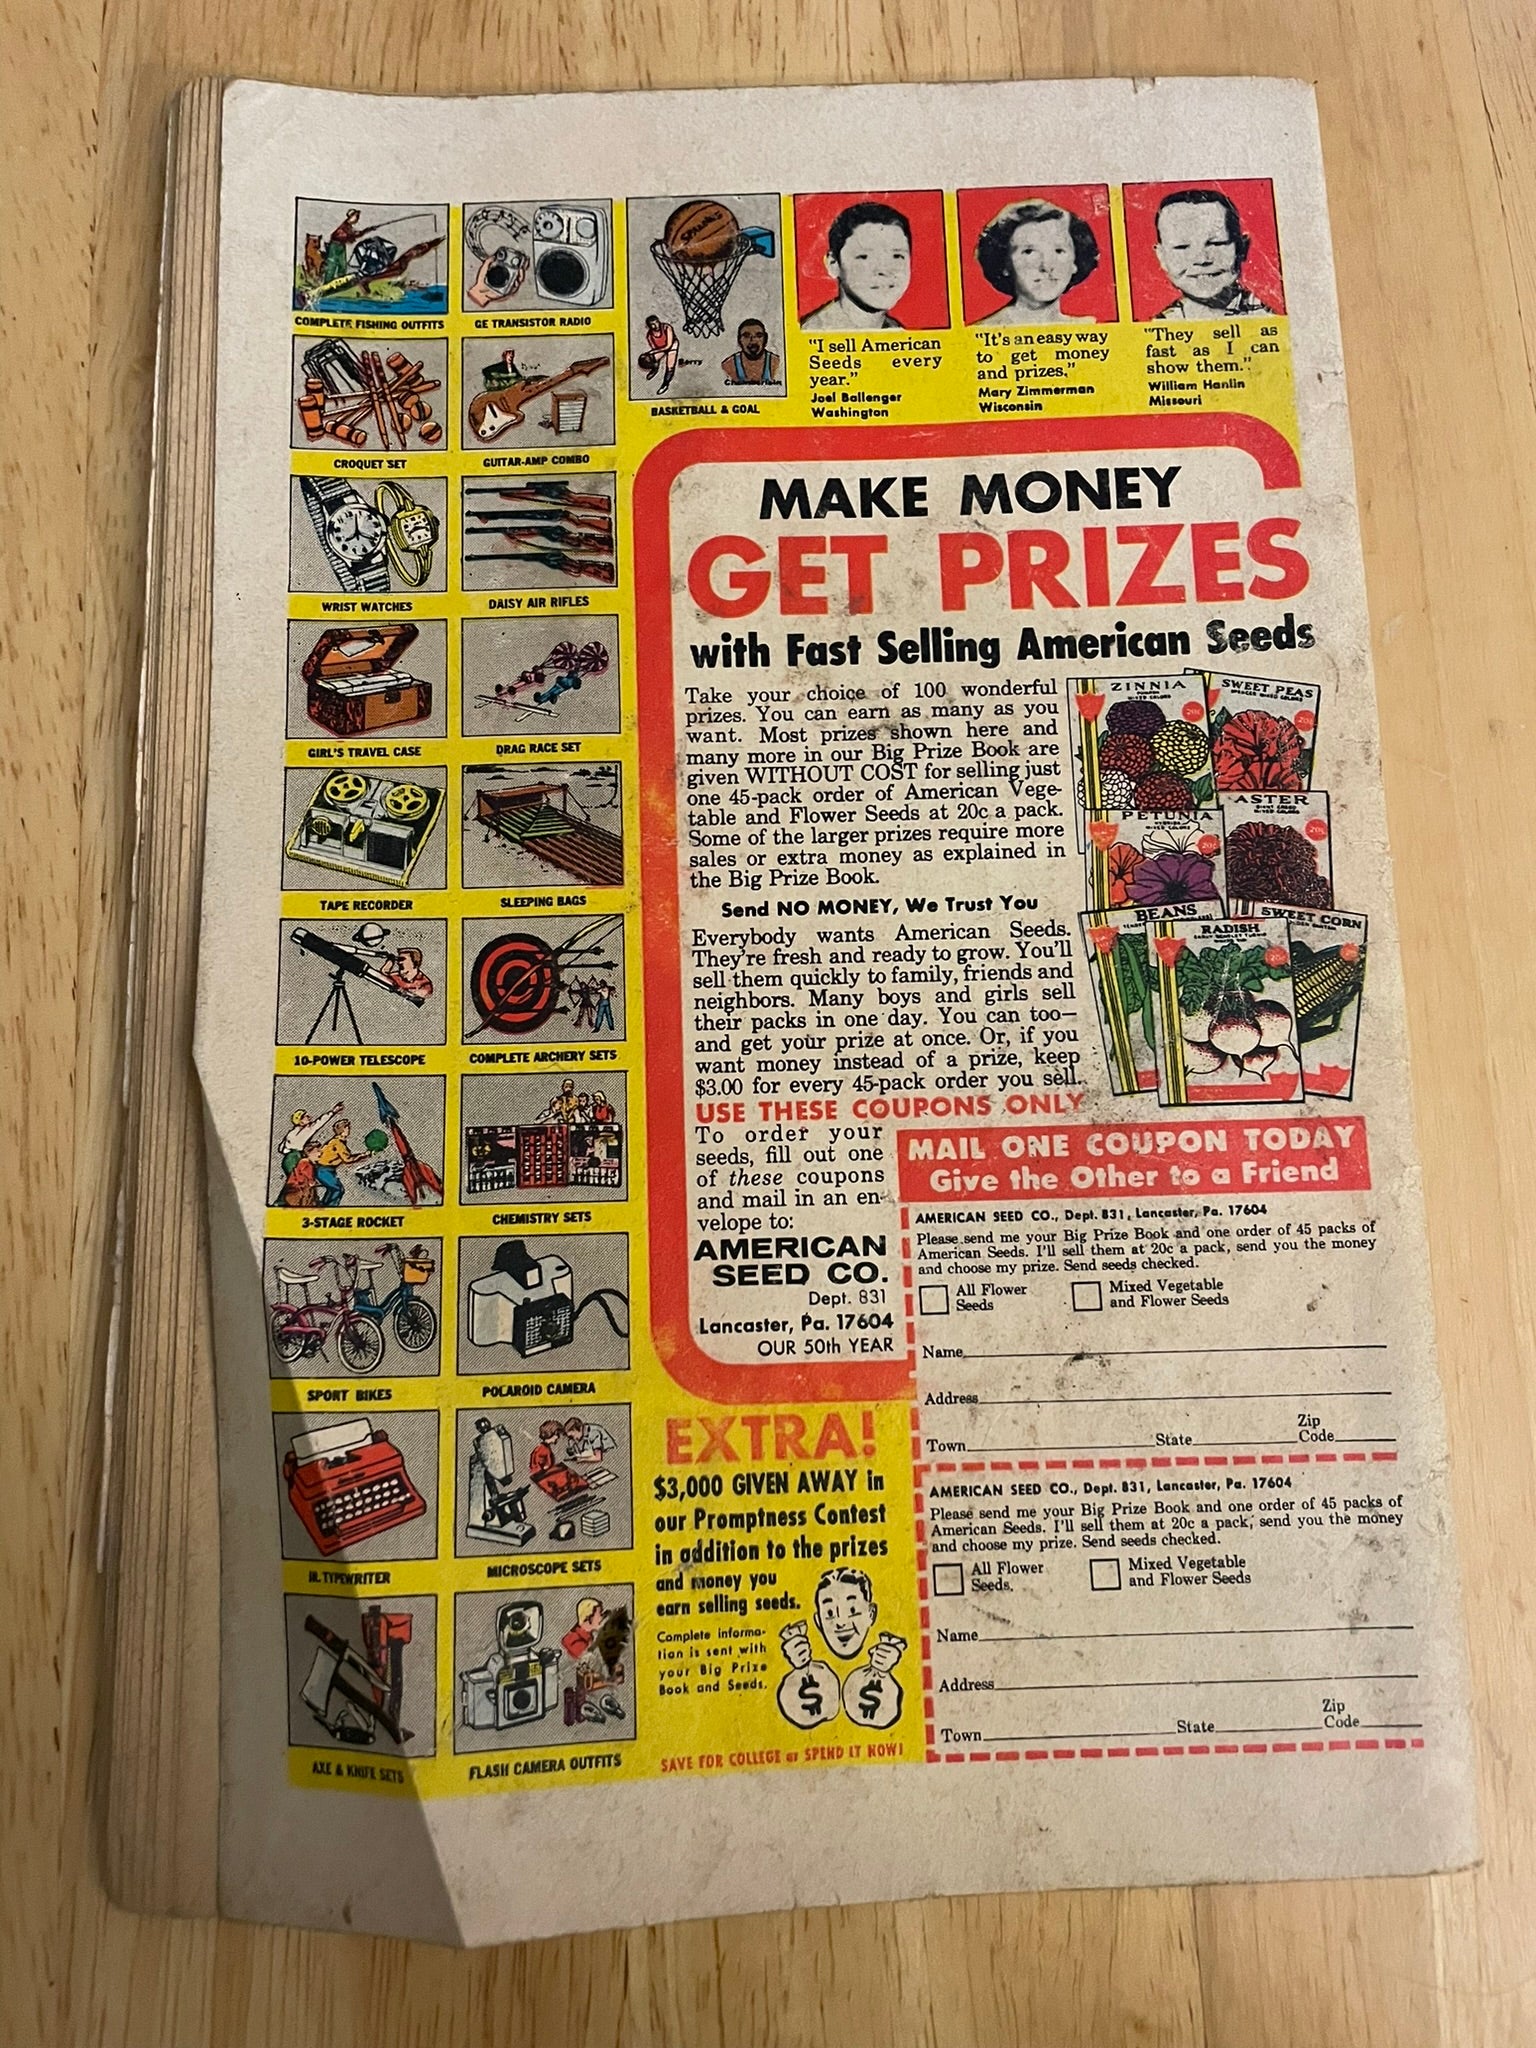 COMPLETE FISHING OUTFITS
GE TRANSISTOR RADIO
Barry
Chamberlain
BASKETBALL & GOAL
"I sell American
Seeds every
year."
Joel Ballenger
Washington
"It's an easy way
to get money
and prizes."
Mary Zimmerman
Wisconsin
"They sell as
fast as I can
show them."
William Hanlin
Missouri
CROQUET SET
GUITAR-AMP COMBO
WRIST WATCHES
DAISY AIR RIFLES
GIRL'S TRAVEL CASE
DRAG RACE SET
TAPE RECORDER
SLEEPING BAGS
10-POWER TELESCOPE
COMPLETE ARCHERY SETS
3-STAGE ROCKET
CHEMISTRY SETS
SPORT BIKES
POLAROID CAMERA
JR. TYPEWRITER
MICROSCOPE SETS
AXE & KNIFE SETS
FLASH CAMERA OUTFITS
MAKE MONEY
GET PRIZES
with Fast Selling American Seeds
Take your choice of 100 wonderful
prizes. You can earn as many as you
want. Most prizes shown here and
many more in our Big Prize Book are
given WITHOUT COST for selling just
one 45-pack order of American Vege-
table and Flower Seeds at 20c a pack.
Some of the larger prizes require more
sales or extra money as explained in
the Big Prize Book.
Send NO MONEY, We Trust You
Everybody wants American Seeds.
They're fresh and ready to grow. You'll
sell them quickly to family, friends and
neighbors. Many boys and girls sell
their packs in one day. You can too—
and get your prize at once. Or, if you
want money instead of a prize, keep
$3.00 for every 45-pack order you sell.
USE THESE COUPONS ONLY
To order your
seeds, fill out one
of these coupons
and mail in an en-
velope to:
AMERICAN
SEED CO.
Dept. 831
Lancaster, Pa. 17604
OUR 50th YEAR
ZINNIA
MIXED COLORS
20c
SWEET PEAS
MIXED COLORS
20c
PETUNIA
MIXED COLORS
20c
ASTER
MIXED COLORS
20c
BEANS
RADISH
20c
SWEET CORN
MAIL ONE COUPON TODAY
Give the Other to a Friend
AMERICAN SEED CO., Dept. 831, Lancaster, Pa. 17604
Please send me your Big Prize Book and one order of 45 packs of
American Seeds. I'll sell them at 20c a pack, send you the money
and choose my prize. Send seeds checked.
All Flower
Seeds
Mixed Vegetable
and Flower Seeds
Name
Address
Town State Zip
Code
AMERICAN SEED CO., Dept. 831, Lancaster, Pa. 17604
Please send me your Big Prize Book and one order of 45 packs of
American Seeds. I'll sell them at 20c a pack, send you the money
and choose my prize. Send seeds checked.
All Flower
Seeds.
Mixed Vegetable
and Flower Seeds
Name
Address
Town State Zip
Code
EXTRA!
$3,000 GIVEN AWAY in
our Promptness Contest
in addition to the prizes
and money you
earn selling seeds.
Complete informa-
tion is sent with
your Big Prize
Book and Seeds.
$ $
SAVE FOR COLLEGE or SPEND IT NOW!